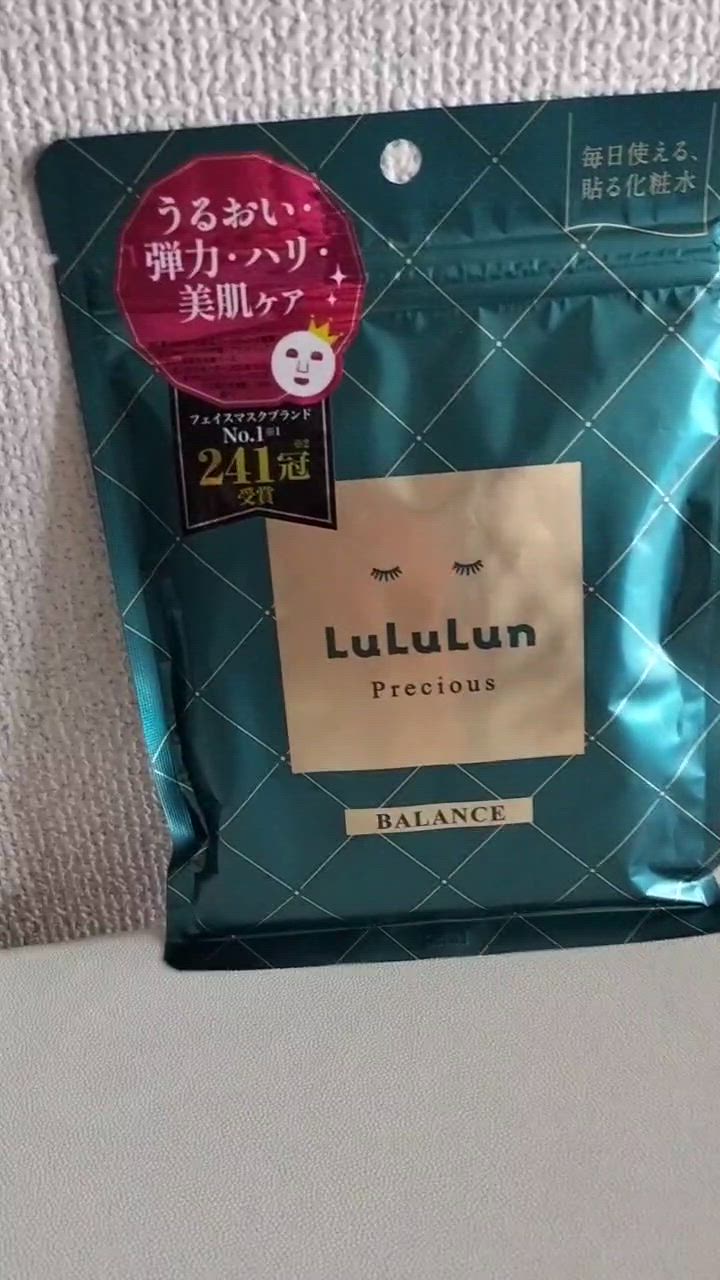 うるおい・
弾力・ハリ・
美肌ケア
フェイスマスクブランド
No.1※1
※2
241冠
受賞
毎日使える、
貼る化粧水
LuLuLun
Precious
BALANCE